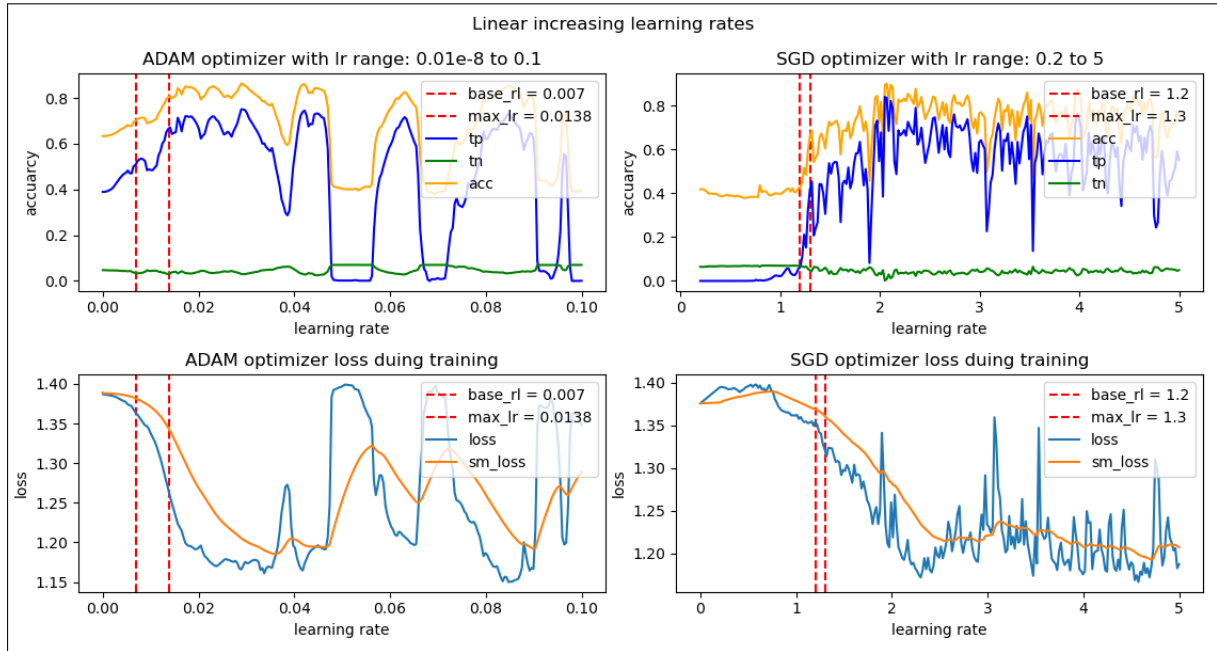 Linear increasing learning rates
ADAM optimizer with lr range: 0.01e-8 to 0.1
accuarcy
0.8
0.6
0.4
0.2
0.0
base_rl = 0.007
max_lr = 0.0138
tp
tn
acc
0.00 0.02 0.04 0.06 0.08 0.10
learning rate
SGD optimizer with lr range: 0.2 to 5
accuarcy
0.8
0.6
0.4
0.2
0.0
base_rl = 1.2
max_lr = 1.3
acc
tp
tn
0 1 2 3 4 5
learning rate
ADAM optimizer loss duing training
loss
1.40
1.35
1.30
1.25
1.20
1.15
base_rl = 0.007
max_lr = 0.0138
loss
sm_loss
0.00 0.02 0.04 0.06 0.08 0.10
learning rate
SGD optimizer loss duing training
loss
1.40
1.35
1.30
1.25
1.20
base_rl = 1.2
max_lr = 1.3
loss
sm_loss
0 1 2 3 4 5
learning rate